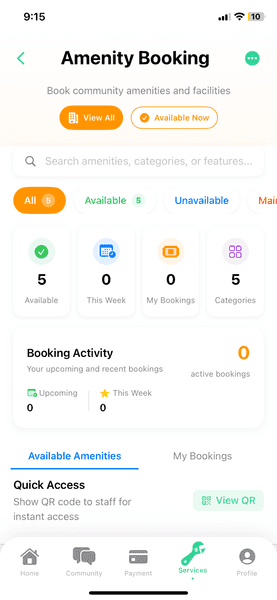 9:15
10
Amenity Booking
Book community amenities and facilities
View All
Available Now
Search amenities, categories, or features...
All 5
Available 5
Unavailable
5
Available
0
This Week
0
My Bookings
5
Categories
Booking Activity
Your upcoming and recent bookings
0
active bookings
Upcoming
0
This Week
0
Available Amenities
My Bookings
Quick Access
Show QR code to staff for
instant access
View QR
Home
Community
Payment
Services
Profile